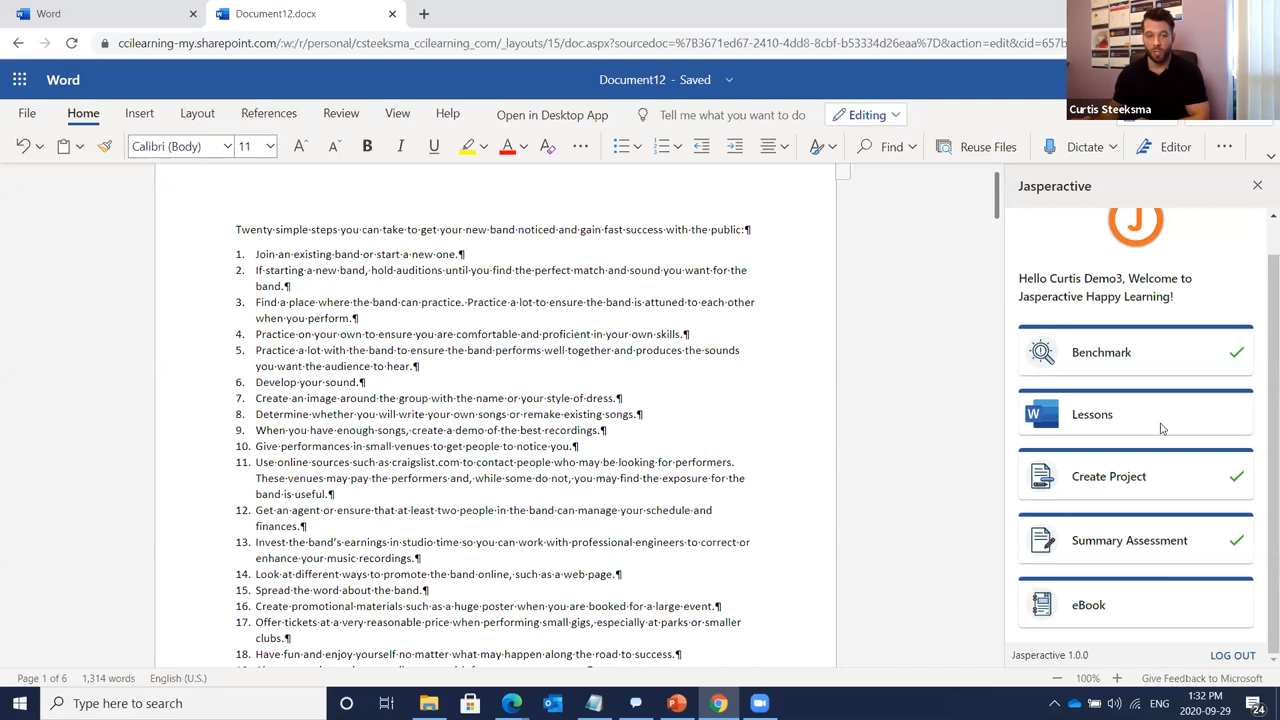 Word
Document12.docx
ccilearning-my.sharepoint.com/:w:/r/personal/csteeksma_ccilearning_com/_layouts/15/doc.aspx?sourcedoc=%7B3671ed67-2410-4dd8-8cbf-b53334d26eaa%7D&action=edit&cid=657b
Word
Document12 - Saved
Curtis Steeksma
File Home Insert Layout References Review View Help Open in Desktop App Tell me what you want to do Editing
Calibri (Body) 11 B I U A Find Reuse Files Dictate Editor
Jasperactive
J
Hello Curtis Demo3, Welcome to
Jasperactive Happy Learning!
Benchmark
Lessons
Create Project
Summary Assessment
eBook
Jasperactive 1.0.0 LOG OUT
Twenty·simple·steps·you·can·take·to·get·your·new·band·noticed·and·gain·fast·success·with·the·public:¶
1. Join·an·existing·band·or·start·a·new·one.¶
2. If·starting·a·new·band,·hold·auditions·until·you·find·the·perfect·match·and·sound·you·want·for·the·
band.¶
3. Find·a·place·where·the·band·can·practice.·Practice·a·lot·to·ensure·the·band·is·attuned·to·each·other·
when·you·perform.¶
4. Practice·on·your·own·to·ensure·you·are·comfortable·and·proficient·in·your·own·skills.¶
5. Practice·a·lot·with·the·band·to·ensure·the·band·performs·well·together·and·produces·the·sounds·
you·want·the·audience·to·hear.¶
6. Develop·your·sound.¶
7. Create·an·image·around·the·group·with·the·name·or·your·style·of·dress.¶
8. Determine·whether·you·will·write·your·own·songs·or·remake·existing·songs.¶
9. When·you·have·enough·songs,·create·a·demo·of·the·best·recordings.¶
10. Give·performances·in·small·venues·to·get·people·to·notice·you.¶
11. Use·online·sources·such·as·craigslist.com·to·contact·people·who·may·be·looking·for·performers.·
These·venues·may·pay·the·performers·and,·while·some·do·not,·you·may·find·the·exposure·for·the·
band·is·useful.¶
12. Get·an·agent·or·ensure·that·at·least·two·people·in·the·band·can·manage·your·schedule·and·
finances.¶
13. Invest·the·band's·earnings·in·studio·time·so·you·can·work·with·professional·engineers·to·correct·or·
enhance·your·music·recordings.¶
14. Look·at·different·ways·to·promote·the·band·online,·such·as·a·web·page.¶
15. Spread·the·word·about·the·band.¶
16. Create·promotional·materials·such·as·a·huge·poster·when·you·are·booked·for·a·large·event.¶
17. Offer·tickets·at·a·very·reasonable·price·when·performing·small·gigs,·especially·at·parks·or·smaller·
clubs.¶
18. Have·fun·and·enjoy·yourself·no·matter·what·may·happen·along·the·road·to·success.¶
Page 1 of 6 1,314 words English (U.S.) 100% Give Feedback to Microsoft
Type here to search
ENG
1:32 PM
2020-09-29
24